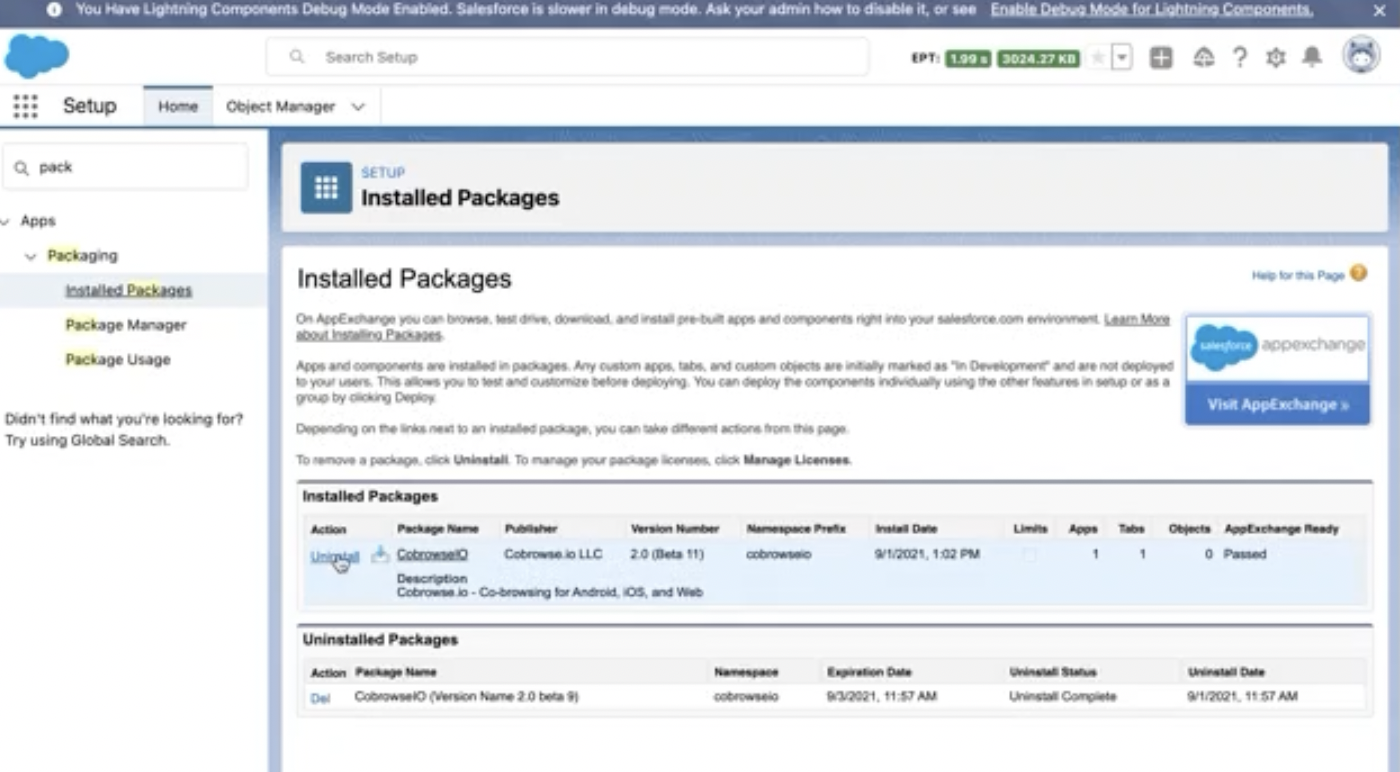 You Have Lightning Components Debug Mode Enabled. Salesforce is slower in debug mode. Ask your admin how to disable it, or see Enable Debug Mode for Lightning Components.
Search Setup
EPT: 1.99 s 3024.27 KB
Setup Home Object Manager
pack
Apps
Packaging
Installed Packages
Package Manager
Package Usage
Didn't find what you're looking for?
Try using Global Search.
SETUP
Installed Packages
Installed Packages
Help for this Page
On AppExchange you can browse, test drive, download, and install pre-built apps and components right into your salesforce.com environment. Learn More
about Installing Packages.
Apps and components are installed in packages. Any custom apps, tabs, and custom objects are initially marked as "In Development" and are not deployed
to your users. This allows you to test and customize before deploying. You can deploy the components individually using the other features in setup or as a
group by clicking Deploy.
Depending on the links next to an installed package, you can take different actions from this page.
To remove a package, click Uninstall. To manage your package licenses, click Manage Licenses.
salesforce appexchange
Visit AppExchange »
Installed Packages
Action Package Name Publisher Version Number Namespace Prefix Install Date Limits Apps Tabs Objects AppExchange Ready
Uninstall CobrowseIO Cobrowse.io LLC 2.0 (Beta 11) cobrowseio 9/1/2021, 1:02 PM 1 1 0 Passed
Description
Cobrowse.io - Co-browsing for Android, iOS, and Web
Uninstalled Packages
Action Package Name Namespace Expiration Date Uninstall Status Uninstall Date
Del CobrowseIO (Version Name 2.0 beta 9) cobrowseio 9/3/2021, 11:57 AM Uninstall Complete 9/1/2021, 11:57 AM